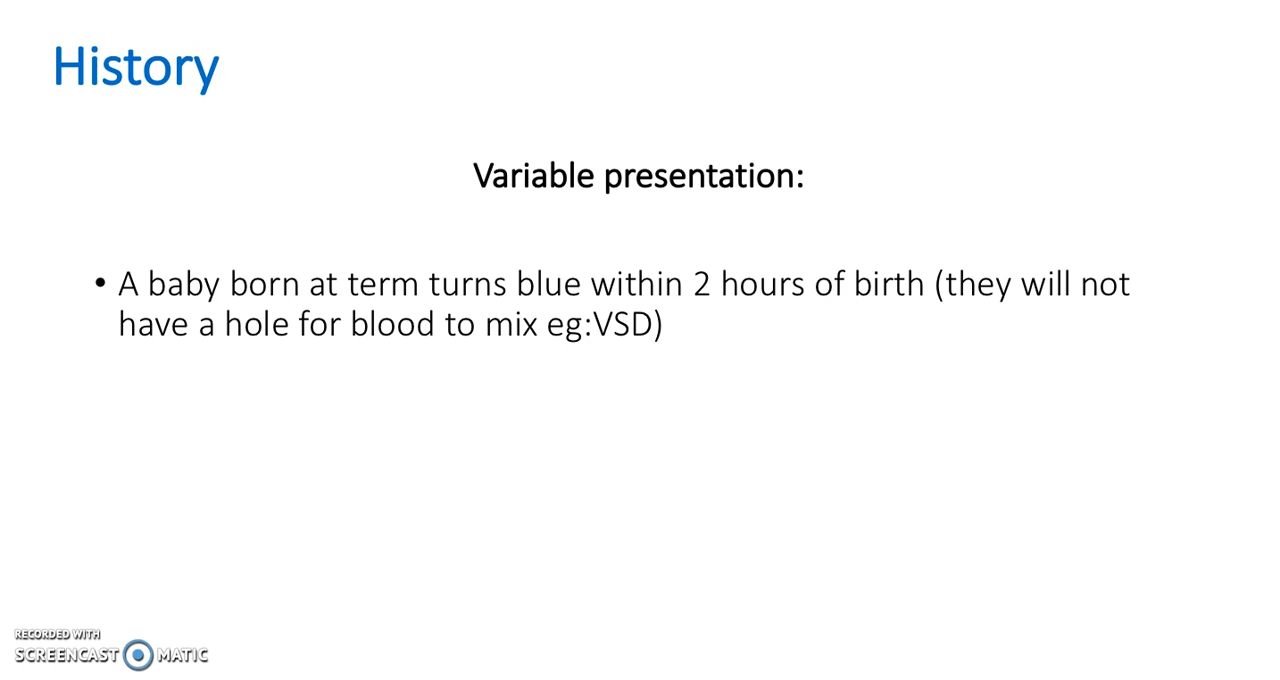 History
Variable presentation:
• A baby born at term turns blue within 2 hours of birth (they will not
have a hole for blood to mix eg:VSD)
RECORDED WITH
SCREENCAST MATIC